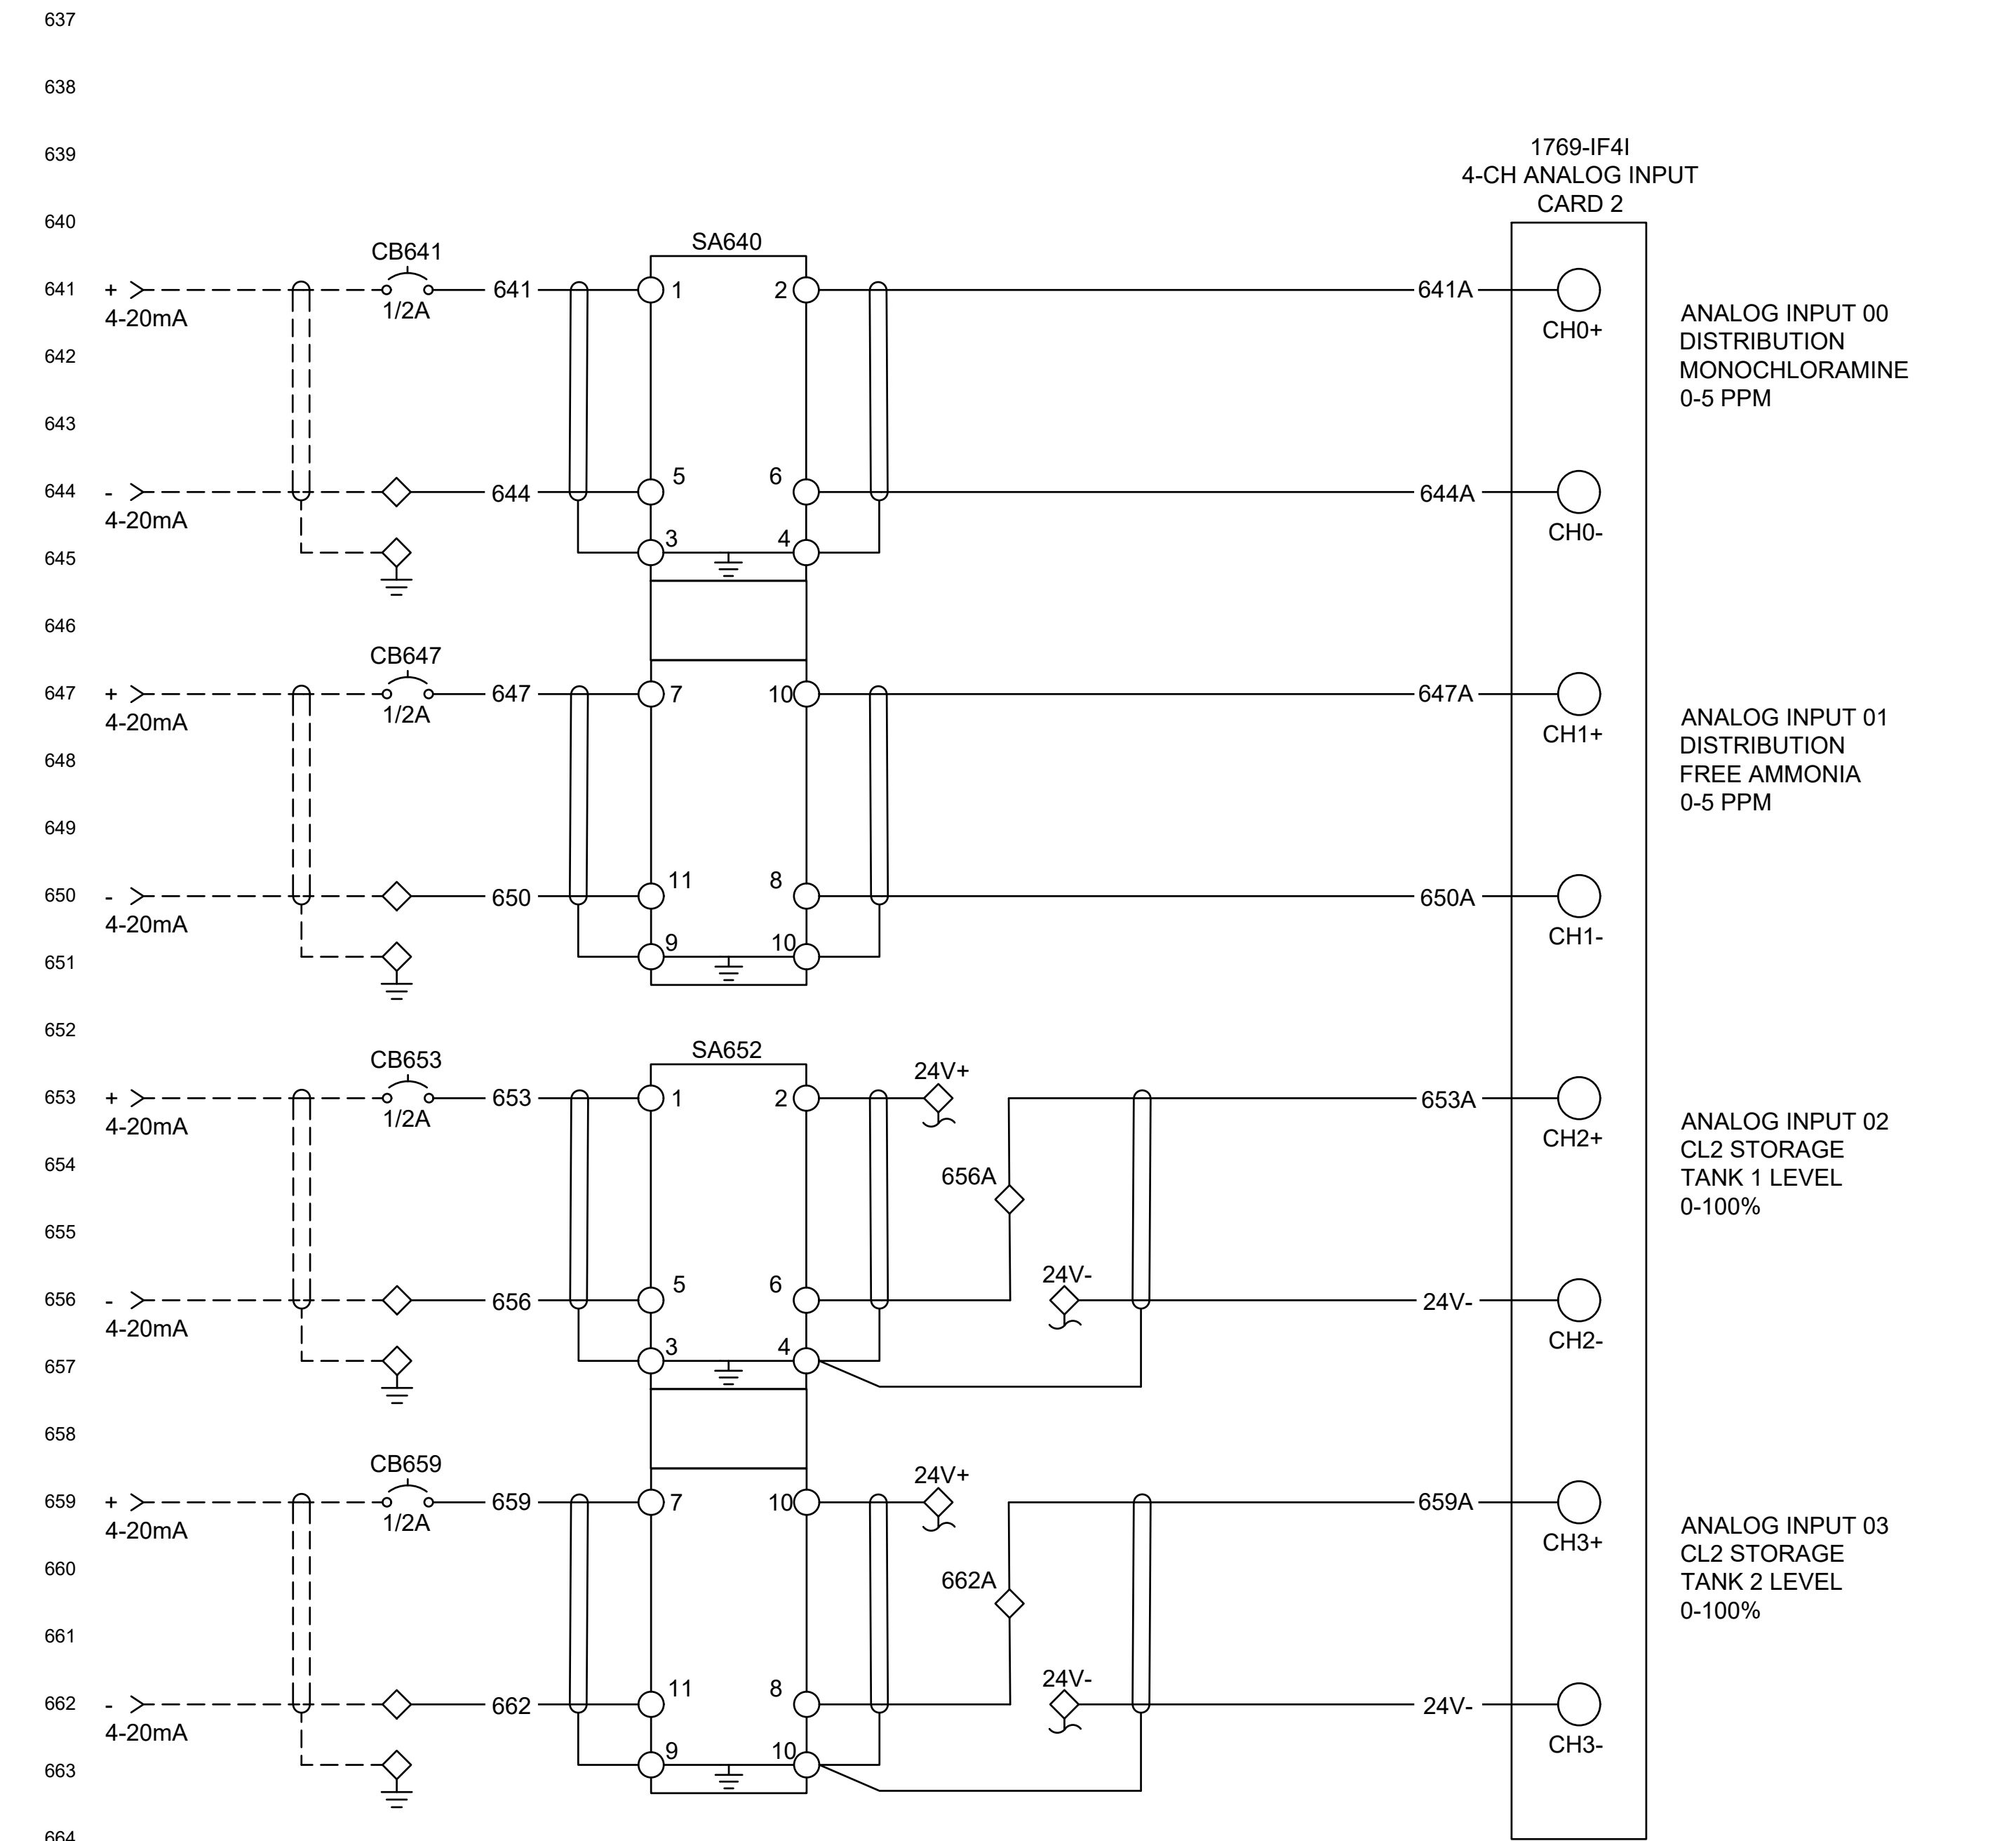 637
638
639
1769-IF4I
4-CH ANALOG INPUT
CARD 2
640
SA640
CB641
641 + 641 1 2 641A
4-20mA 1/2A CH0+
ANALOG INPUT 00
DISTRIBUTION
MONOCHLORAMINE
0-5 PPM
642
643
5 6
644 - 644 644A
4-20mA CH0-
3 4
645
646
CB647
647 + 647 7 10 647A
4-20mA 1/2A CH1+
ANALOG INPUT 01
DISTRIBUTION
FREE AMMONIA
0-5 PPM
648
649
11 8
650 - 650 650A
4-20mA CH1-
9 10
651
652
SA652
CB653 24V+
653 + 653 1 2 653A
4-20mA 1/2A CH2+
ANALOG INPUT 02
CL2 STORAGE
TANK 1 LEVEL
0-100%
654 656A
655
5 6 24V-
656 - 656 24V-
4-20mA CH2-
3 4
657
658
CB659 24V+
659 + 659 7 10 659A
4-20mA 1/2A CH3+
ANALOG INPUT 03
CL2 STORAGE
TANK 2 LEVEL
0-100%
660 662A
661
11 8 24V-
662 - 662 24V-
4-20mA CH3-
9 10
663
664